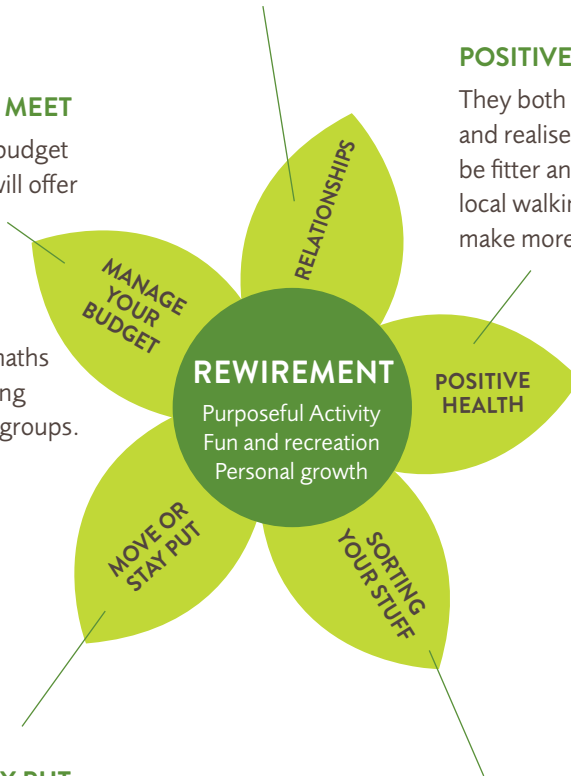 MEET
budget
will offer
POSITIVE
They both
and realise
be fitter an
local walkin
make more
RELATIONSHIPS
MANAGE
YOUR
BUDGET
maths
ng
groups.
REWIREMENT
Purposeful Activity
Fun and recreation
Personal growth
POSITIVE
HEALTH
MOVE OR
STAY PUT
SORTING
YOUR STUFF